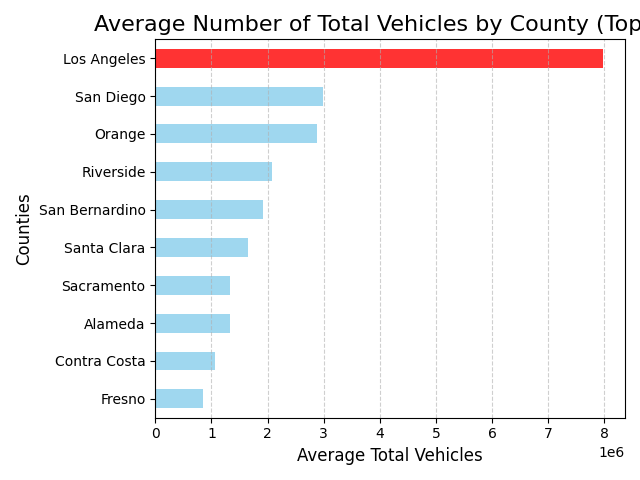 Average Number of Total Vehicles by County (Top
Los Angeles
San Diego
Orange
Riverside
San Bernardino
Santa Clara
Sacramento
Alameda
Contra Costa
Fresno
Counties
0 1 2 3 4 5 6 7 8
1e6
Average Total Vehicles